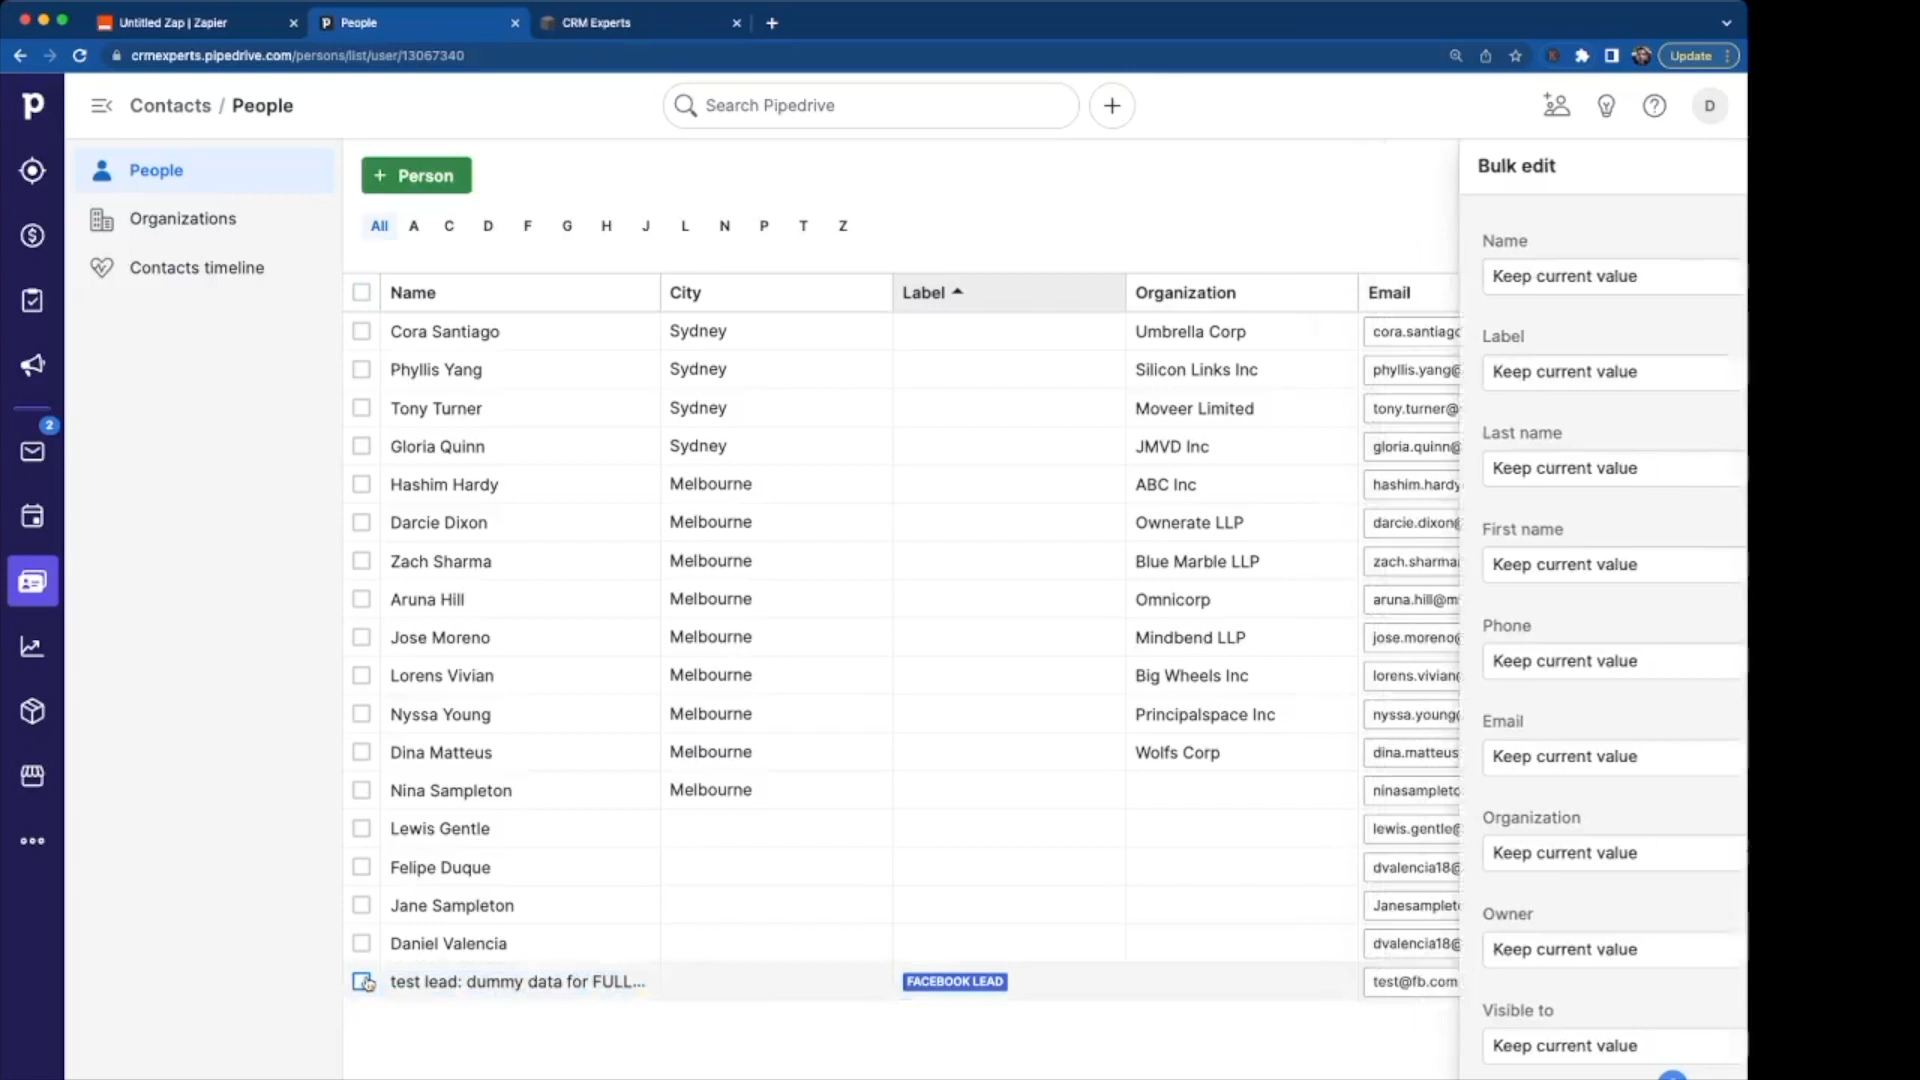 Untitled Zap | Zapier
People
CRM Experts
crmexperts.pipedrive.com/persons/list/user/13067340
Update
Contacts / People
Search Pipedrive
D
People
Organizations
Contacts timeline
2
+ Person
All A C D F G H J L N P T Z
Name City Label Organization Email
Cora Santiago Sydney Umbrella Corp cora.santiago
Phyllis Yang Sydney Silicon Links Inc phyllis.yang@
Tony Turner Sydney Moveer Limited tony.turner@
Gloria Quinn Sydney JMVD Inc gloria.quinn@
Hashim Hardy Melbourne ABC Inc hashim.hardy
Darcie Dixon Melbourne Ownerate LLP darcie.dixon@
Zach Sharma Melbourne Blue Marble LLP zach.sharma
Aruna Hill Melbourne Omnicorp aruna.hill@m
Jose Moreno Melbourne Mindbend LLP jose.moreno@
Lorens Vivian Melbourne Big Wheels Inc lorens.vivian@
Nyssa Young Melbourne Principalspace Inc nyssa.young@
Dina Matteus Melbourne Wolfs Corp dina.matteus
Nina Sampleton Melbourne ninasampleto
Lewis Gentle lewis.gentle@
Felipe Duque dvalencia18@
Jane Sampleton Janesampleto
Daniel Valencia dvalencia18@
test lead: dummy data for FULL... FACEBOOK LEAD test@fb.com
Bulk edit
Name
Keep current value
Label
Keep current value
Last name
Keep current value
First name
Keep current value
Phone
Keep current value
Email
Keep current value
Organization
Keep current value
Owner
Keep current value
Visible to
Keep current value